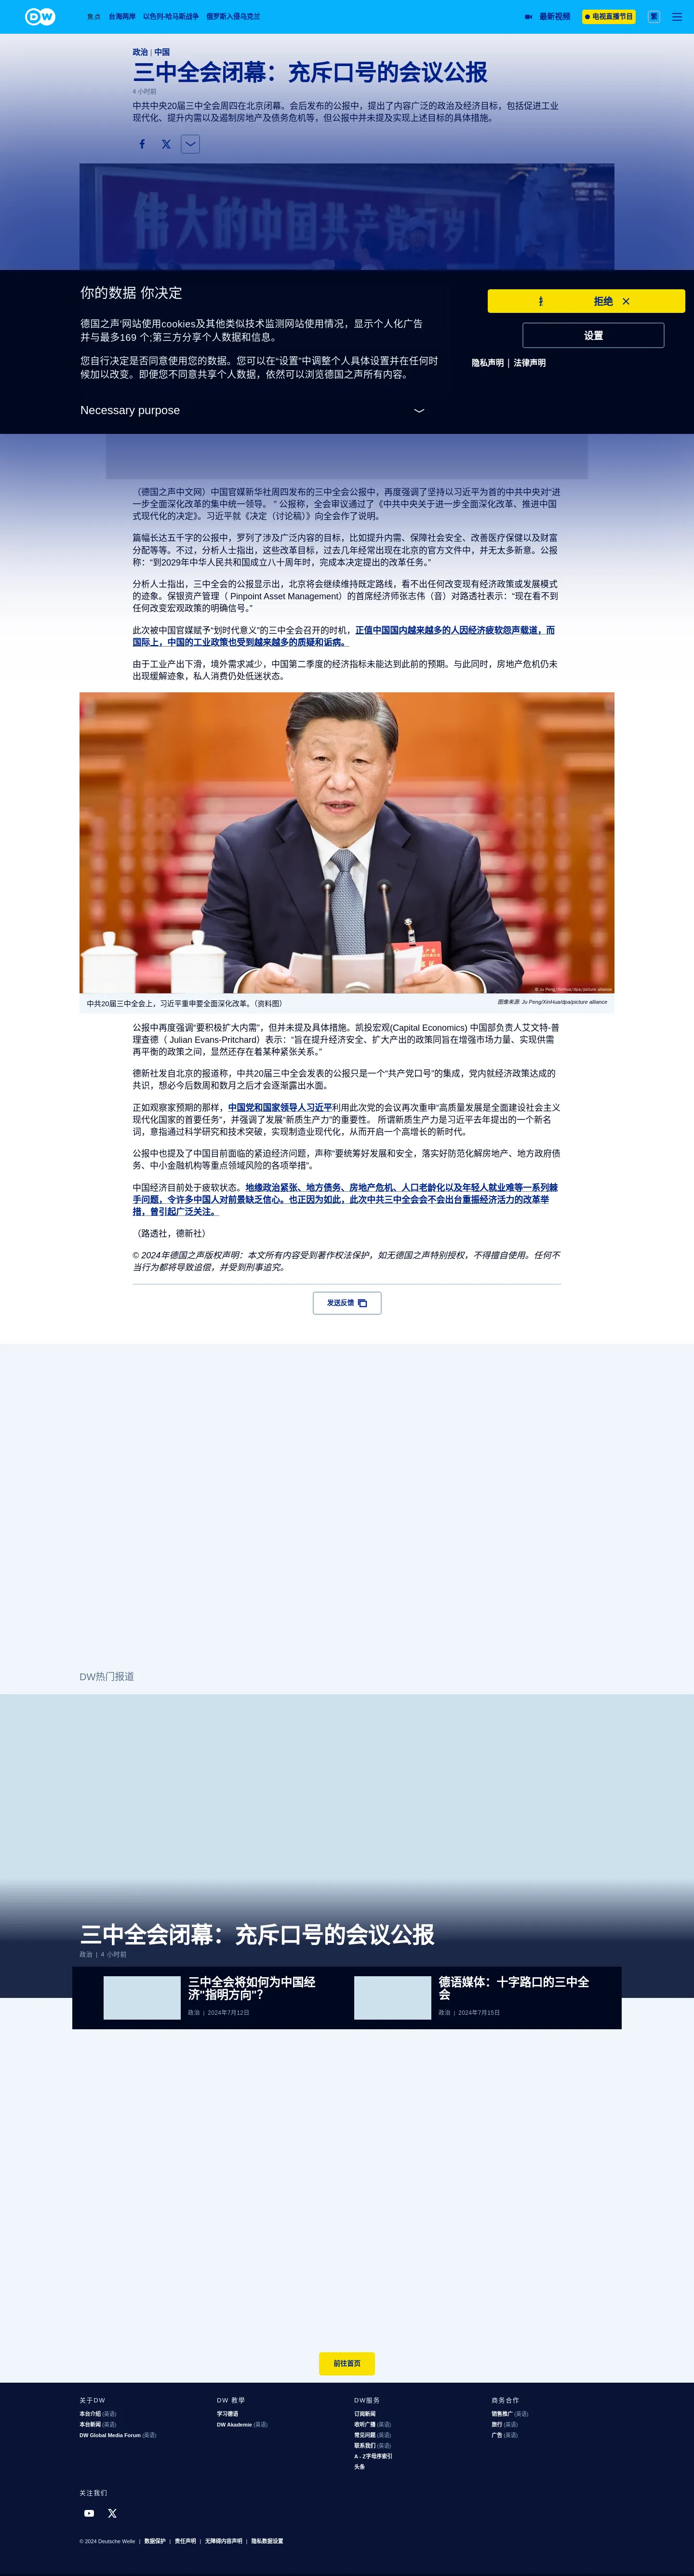 DW
焦点 台海两岸 以色列-哈马斯战争 俄罗斯入侵乌克兰 最新视频 电视直播节目 繁
政治 | 中国
三中全会闭幕：充斥口号的会议公报
4 小时前
中共中央20届三中全会周四在北京闭幕。会后发布的公报中，提出了内容广泛的政治及经济目标，包括促进工业
现代化、提升内需以及遏制房地产及债务危机等，但公报中并未提及实现上述目标的具体措施。
伟大的中国共产党万岁
你的数据 你决定
拒绝
德国之声'网站使用cookies及其他类似技术监测网站使用情况，显示个人化广告
并与最多169 个;第三方分享个人数据和信息。
设置
您自行决定是否同意使用您的数据。您可以在“设置”中调整个人具体设置并在任何时
候加以改变。即使您不同意共享个人数据，依然可以浏览德国之声所有内容。
隐私声明 | 法律声明
Necessary purpose
（德国之声中文网）中国官媒新华社周四发布的三中全会公报中，再度强调了坚持以习近平为首的中共中央对“进
一步全面深化改革的集中统一领导。 ” 公报称，全会审议通过了《中共中央关于进一步全面深化改革、推进中国
式现代化的决定》。习近平就《决定（讨论稿）》向全会作了说明。
篇幅长达五千字的公报中，罗列了涉及广泛内容的目标，比如提升内需、保障社会安全、改善医疗保健以及财富
分配等等。不过，分析人士指出，这些改革目标，过去几年经常出现在北京的官方文件中，并无太多新意。公报
称：“到2029年中华人民共和国成立八十周年时，完成本决定提出的改革任务。”
分析人士指出，三中全会的公报显示出，北京将会继续维持既定路线，看不出任何改变现有经济政策或发展模式
的迹象。保银资产管理（ Pinpoint Asset Management）的首席经济师张志伟（音）对路透社表示：“现在看不到
任何改变宏观政策的明确信号。”
此次被中国官媒赋予“划时代意义”的三中全会召开的时机，正值中国国内越来越多的人因经济疲软怨声载道，而
国际上，中国的工业政策也受到越来越多的质疑和诟病。
由于工业产出下滑，境外需求减少，中国第二季度的经济指标未能达到此前的预期。与此同时，房地产危机仍未
出现缓解迹象，私人消费仍处低迷状态。
© Ju Peng/XinHua/dpa/picture alliance
中共20届三中全会上，习近平重申要全面深化改革。（资料图）
图像来源: Ju Peng/XinHua/dpa/picture alliance
公报中再度强调“要积极扩大内需”，但并未提及具体措施。凯投宏观(Capital Economics) 中国部负责人艾文特-普
理查德（ Julian Evans-Pritchard）表示：“旨在提升经济安全、扩大产出的政策同旨在增强市场力量、实现供需
再平衡的政策之间，显然还存在着某种紧张关系。”
德新社发自北京的报道称，中共20届三中全会发表的公报只是一个“共产党口号”的集成，党内就经济政策达成的
共识，想必今后数周和数月之后才会逐渐露出水面。
正如观察家预期的那样，中国党和国家领导人习近平利用此次党的会议再次重申“高质量发展是全面建设社会主义
现代化国家的首要任务”，并强调了发展“新质生产力”的重要性。 所谓新质生产力是习近平去年提出的一个新名
词，意指通过科学研究和技术突破，实现制造业现代化，从而开启一个高增长的新时代。
公报中也提及了中国目前面临的紧迫经济问题，声称“要统筹好发展和安全，落实好防范化解房地产、地方政府债
务、中小金融机构等重点领域风险的各项举措”。
中国经济目前处于疲软状态。地缘政治紧张、地方债务、房地产危机、人口老龄化以及年轻人就业难等一系列棘
手问题，令许多中国人对前景缺乏信心。也正因为如此，此次中共三中全会会不会出台重振经济活力的改革举
措，曾引起广泛关注。
（路透社，德新社）
© 2024年德国之声版权声明：本文所有内容受到著作权法保护，如无德国之声特别授权，不得擅自使用。任何不
当行为都将导致追偿，并受到刑事追究。
发送反馈
DW热门报道
三中全会闭幕：充斥口号的会议公报
政治 | 4 小时前
三中全会将如何为中国经
济"指明方向"？
政治 | 2024年7月12日
德语媒体：十字路口的三中全
会
政治 | 2024年7月15日
前往首页
关于DW
本台介绍 (英语)
本台新闻 (英语)
DW Global Media Forum (英语)
DW 教學
学习德语
DW Akademie (英语)
DW服务
订阅新闻
收听广播 (英语)
常见问题 (英语)
联系我们 (英语)
A - Z字母序索引
头条
商务合作
销售推广 (英语)
旅行 (英语)
广告 (英语)
关注我们
© 2024 Deutsche Welle | 数据保护 | 责任声明 | 无障碍内容声明 | 隐私数据设置